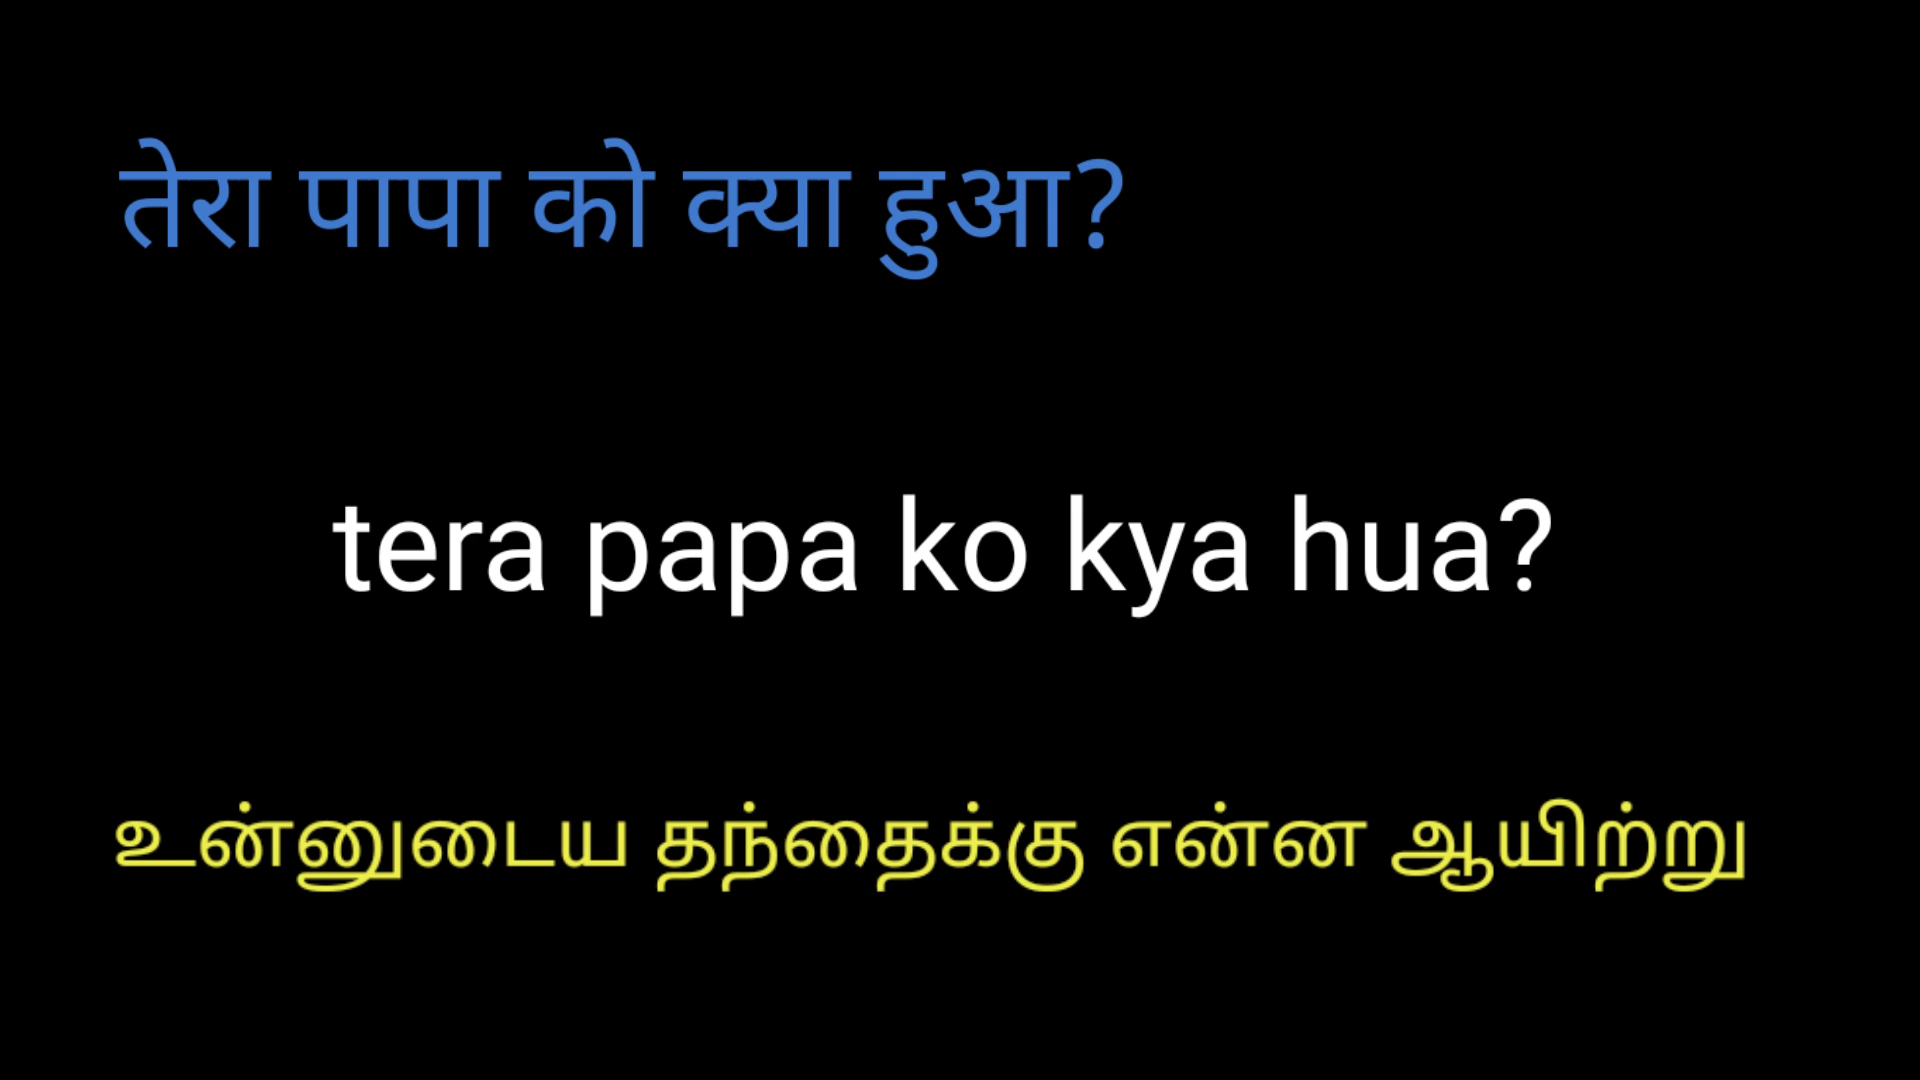 तेरा पापा को क्या हुआ?
tera papa ko kya hua?
உன்னுடைய தந்தைக்கு என்ன ஆயிற்று